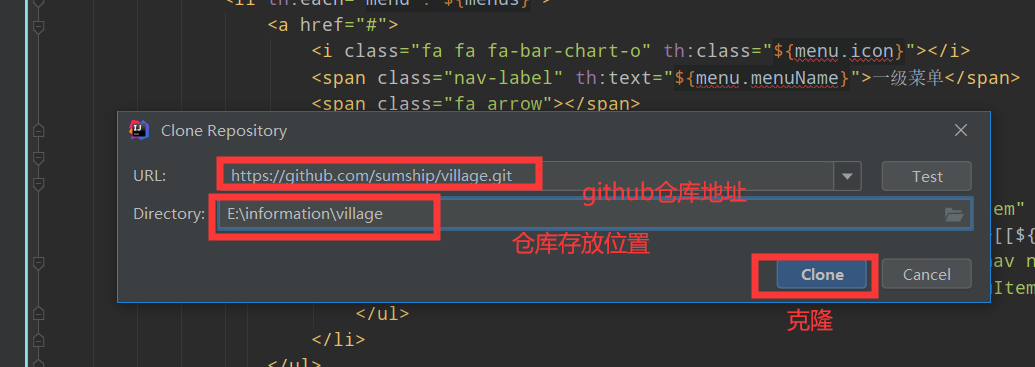 <li th:each="menu : ${menus}">
<a href="#">
<i class="fa fa fa-bar-chart-o" th:class="${menu.icon}"></i>
<span class="nav-label" th:text="${menu.menuName}">一级菜单</span>
<span class="fa arrow"></span>
Clone Repository
URL: https://github.com/sumship/village.git Test
github仓库地址
Directory: E:\information\village
em"
[[${
仓库存放位置
av n
Clone Cancel
Item
</ul>
克隆
</li>
</ul>